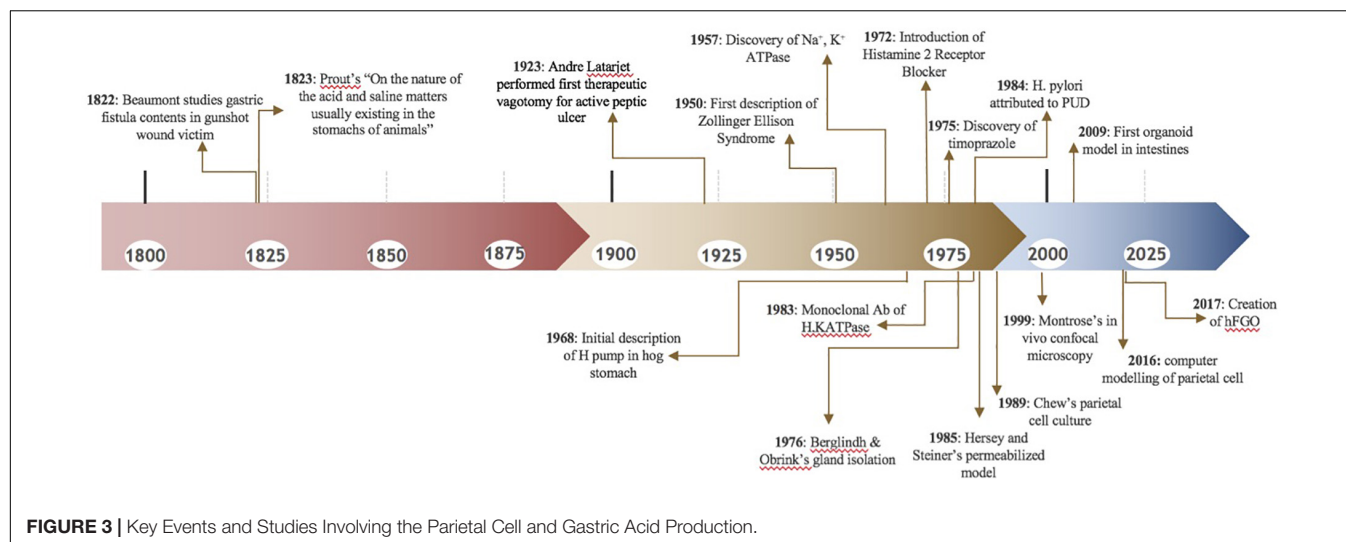 1822: Beaumont studies gastric
fistula contents in gunshot
wound victim
1823: Prout's “On the nature of
the acid and saline matters
usually existing in the
stomachs of animals”
1923: Andre Latarjet
performed first therapeutic
vagotomy for active peptic
ulcer
1957: Discovery of Na⁺, K⁺
ATPase
1950: First description of
Zollinger Ellison
Syndrome
1972: Introduction of
Histamine 2 Receptor
Blocker
1975: Discovery of
timoprazole
1984: H. pylori
attributed to PUD
2009: First organoid
model in intestines
1800
1825
1850
1875
1900
1925
1950
1975
2000
2025
1968: Initial description
of H pump in hog
stomach
1983: Monoclonal Ab of
H.KATPase
1976: Berglindh &
Obrink's gland isolation
1985: Hersey and
Steiner's permeabilized
model
1989: Chew's parietal
cell culture
1999: Montrose's in
vivo confocal
microscopy
2016: computer
modelling of parietal cell
2017: Creation
of hFGO
FIGURE 3 | Key Events and Studies Involving the Parietal Cell and Gastric Acid Production.